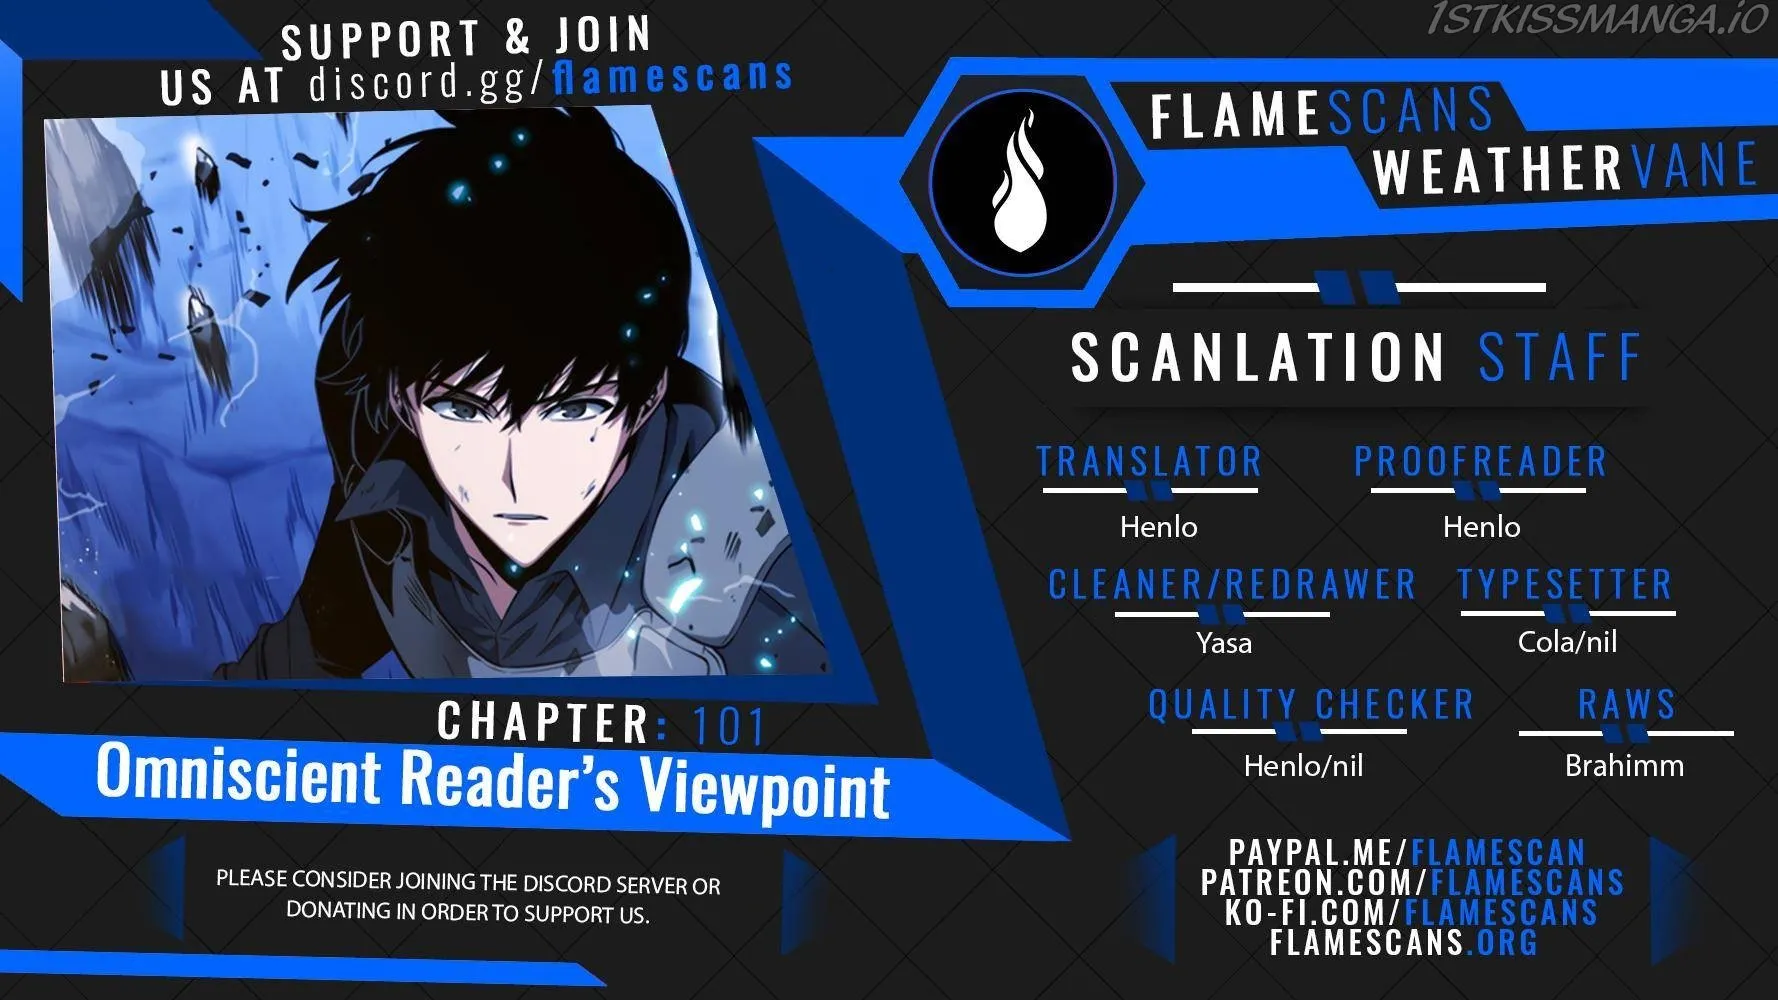 1STKISSMANGA.IO
SUPPORT & JOIN
US AT discord.gg/flamescans
FLAMESCANS
WEATHERVANE
SCANLATION STAFF
TRANSLATOR
Henlo
PROOFREADER
Henlo
CLEANER/REDRAWER
Yasa
TYPESETTER
Cola/nil
QUALITY CHECKER
Henlo/nil
RAWS
Brahimm
CHAPTER: 101
Omniscient Reader's Viewpoint
PLEASE CONSIDER JOINING THE DISCORD SERVER OR
DONATING IN ORDER TO SUPPORT US.
PAYPAL.ME/FLAMESCAN
PATREON.COM/FLAMESCANS
KO-FI.COM/FLAMESCANS
FLAMESCANS.ORG